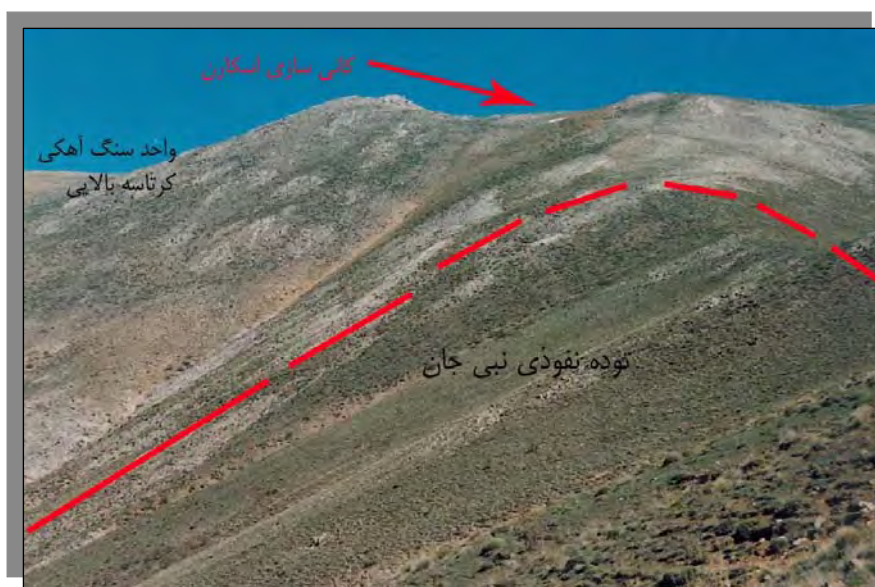 کانی سازی اسکارن
واحد سنگ آهکی
کرتاسه بالایی
توده نفوذی نبی جان